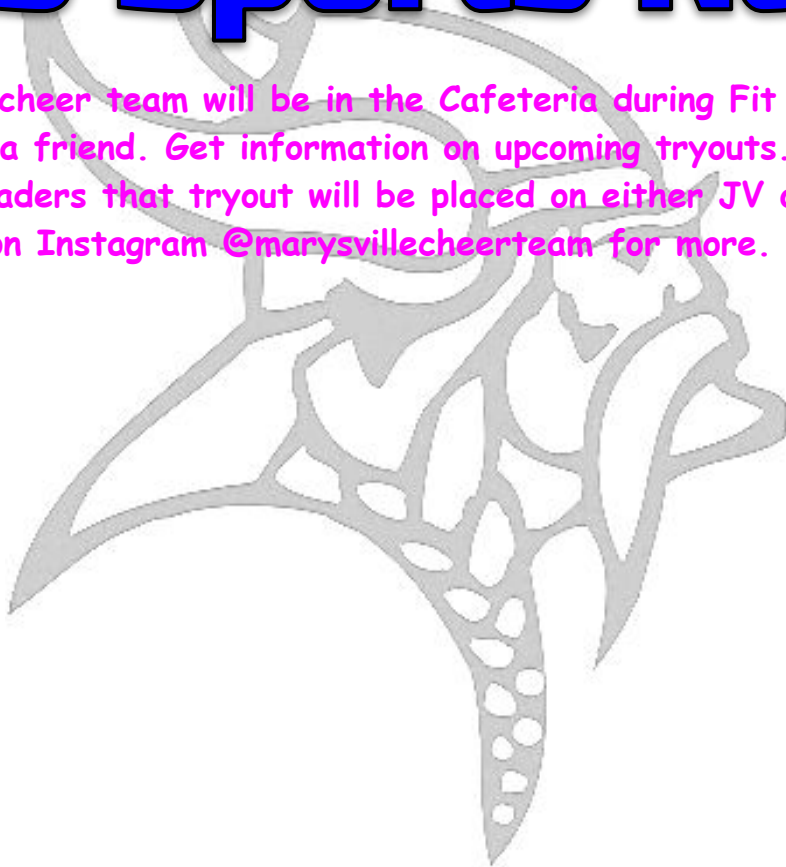 Sports
cheer team will be in the Cafeteria during Fit
a friend. Get information on upcoming tryouts.
that tryout will be placed on either JV
on Instagram @marysvillecheerteam for more.